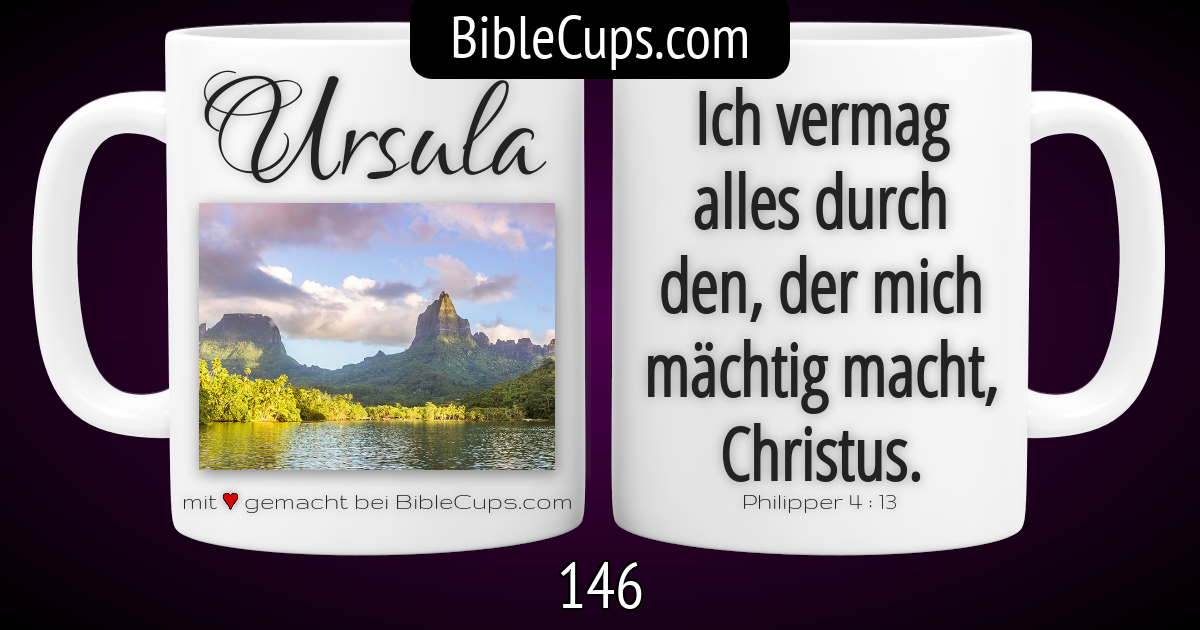 BibleCups.com
Ursula
mit ♥ gemacht bei BibleCups.com
Ich vermag
alles durch
den, der mich
mächtig macht,
Christus.
Philipper 4 : 13
146